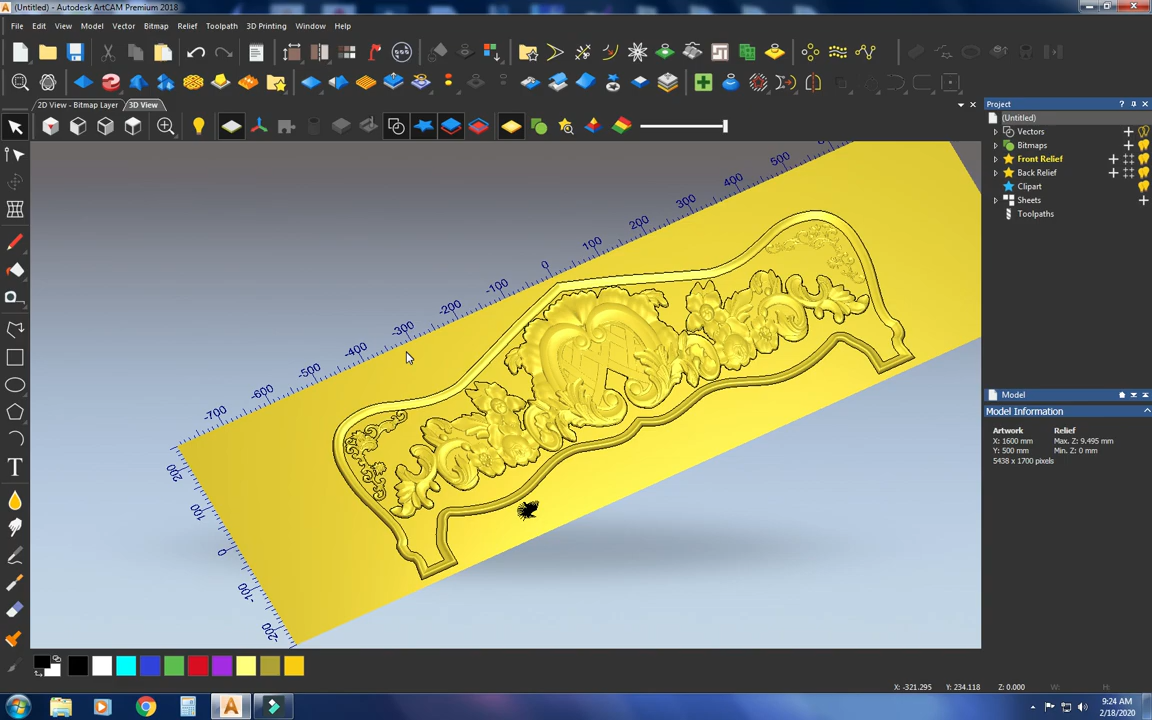 (Untitled) - Autodesk ArtCAM Premium 2018
File Edit View Model Vector Bitmap Relief Toolpath 3D Printing Window Help
2D View - Bitmap Layer 3D View
Project
(Untitled)
Vectors
Bitmaps
Front Relief
Back Relief
Clipart
Sheets
Toolpaths
500
400
300
200
100
0
-100
-200
-300
-400
-500
-600
-700
200
100
0
-100
-200
Model
Model Information
Artwork Relief
X: 1600 mm Max. Z: 9.495 mm
Y: 500 mm Min. Z: 0 mm
5438 x 1700 pixels
X: -321.295 Y: 234.118 Z: 0.000 W: H:
9:24 AM
2/18/2020